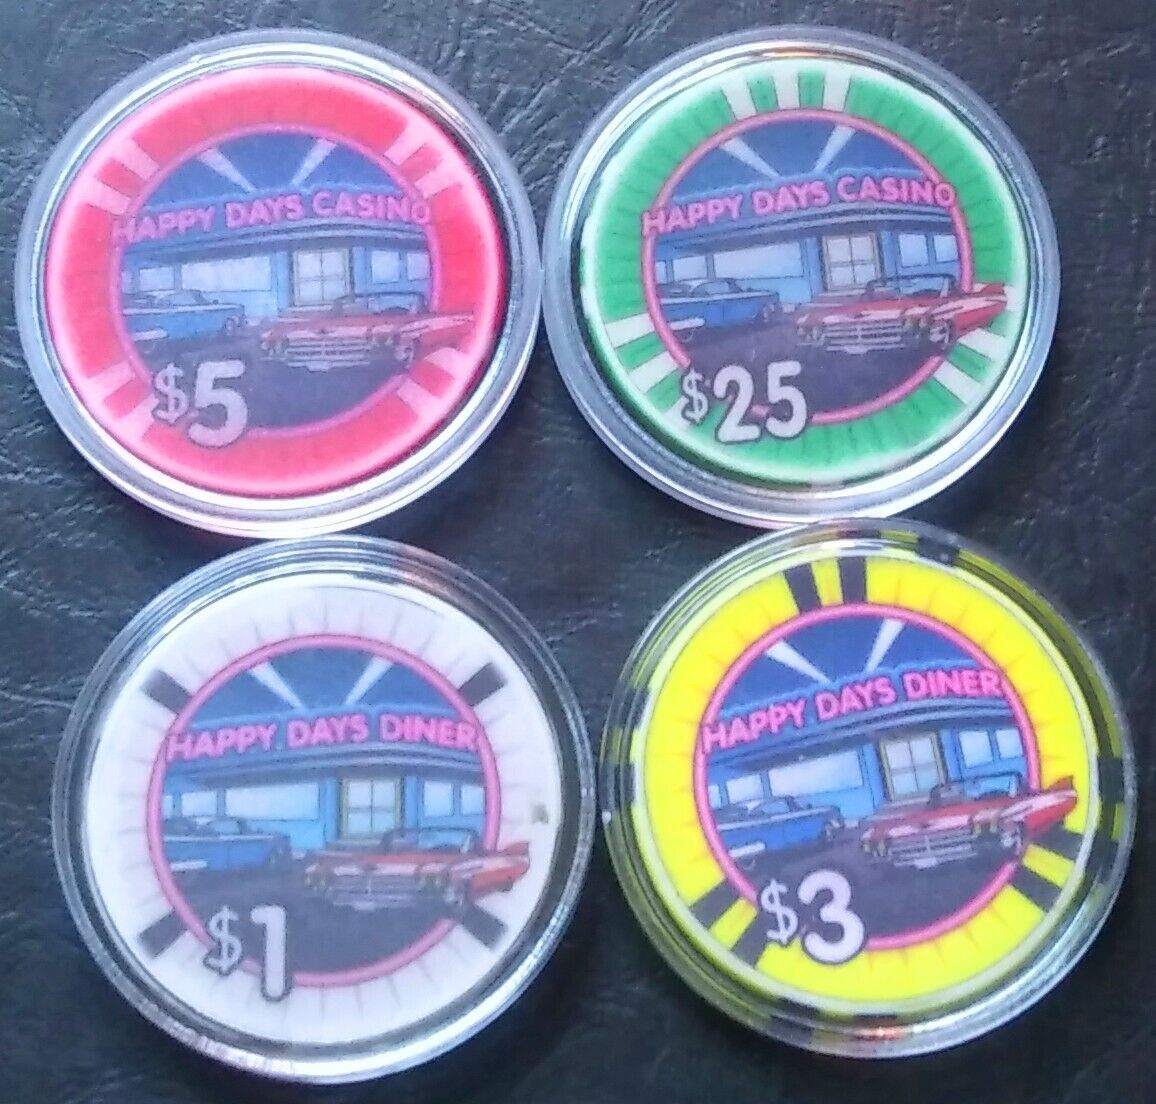 HAPPY DAYS CASINO
$5
HAPPY DAYS CASINO
$25
HAPPY DAYS DINER
$1
HAPPY DAYS DINER
$3